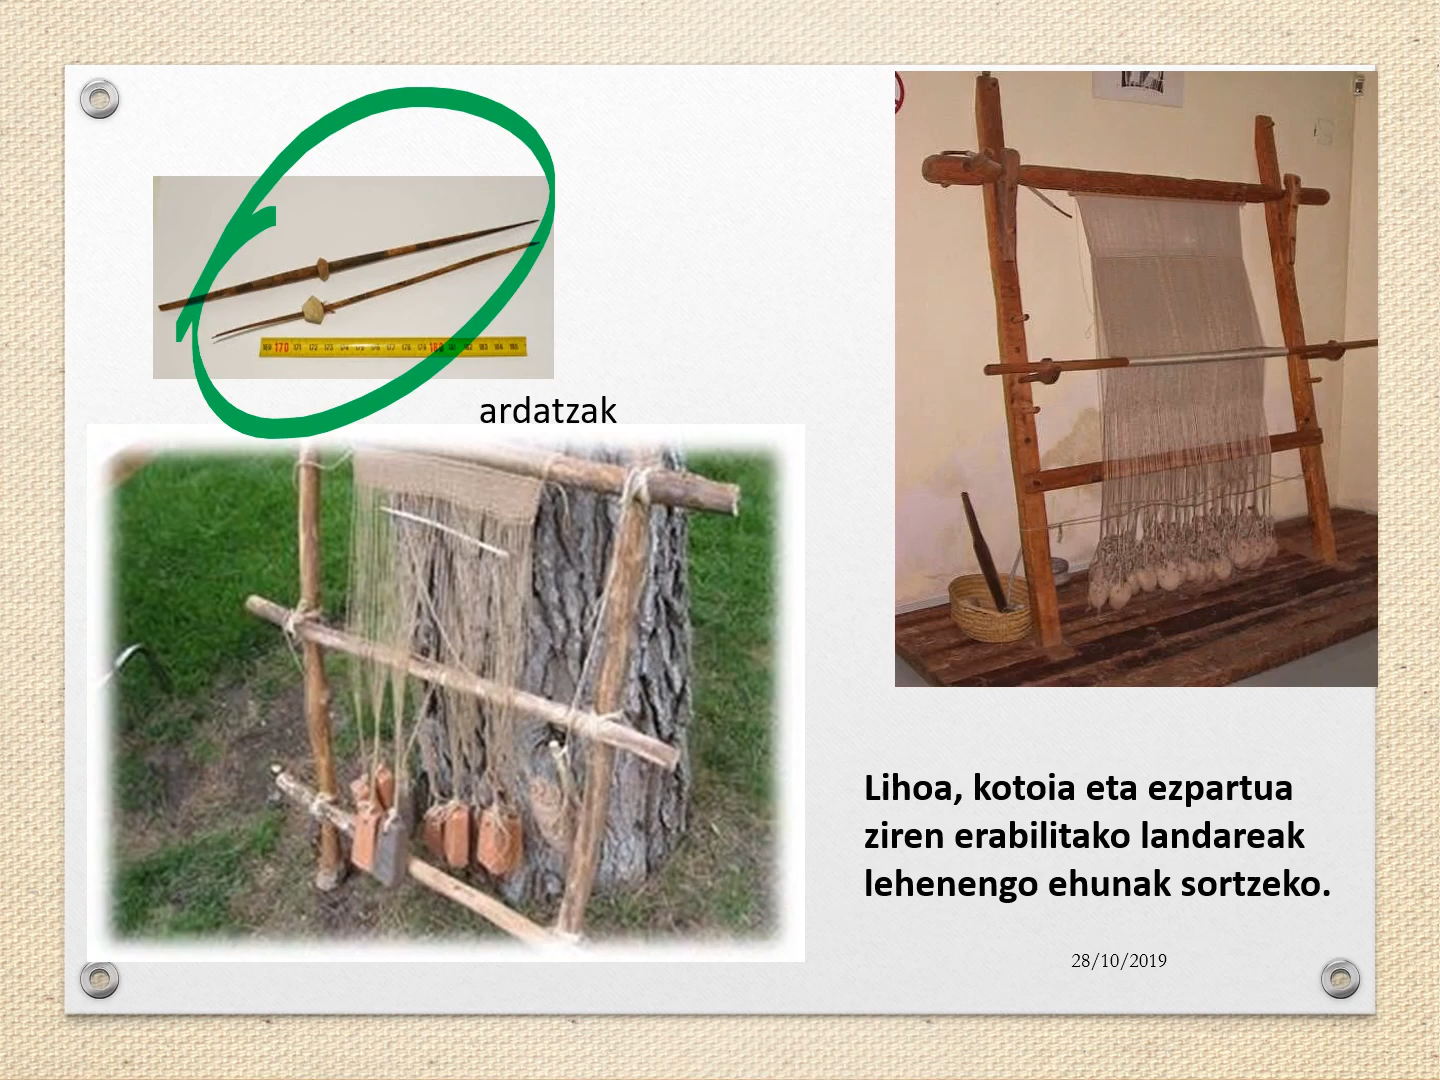 ardatzak
Lihoa, kotoia eta ezpartua
ziren erabilitako landareak
lehenengo ehunak sortzeko.
28/10/2019